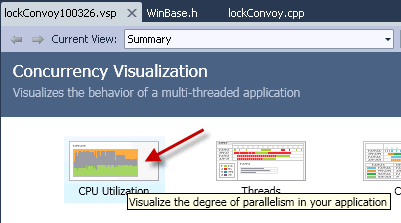 lockConvoy100326.vsp WinBase.h lockConvoy.cpp
Current View: Summary
Concurrency Visualization
Visualizes the behavior of a multi-threaded application
CPU Utilization Threads
Visualize the degree of parallelism in your application